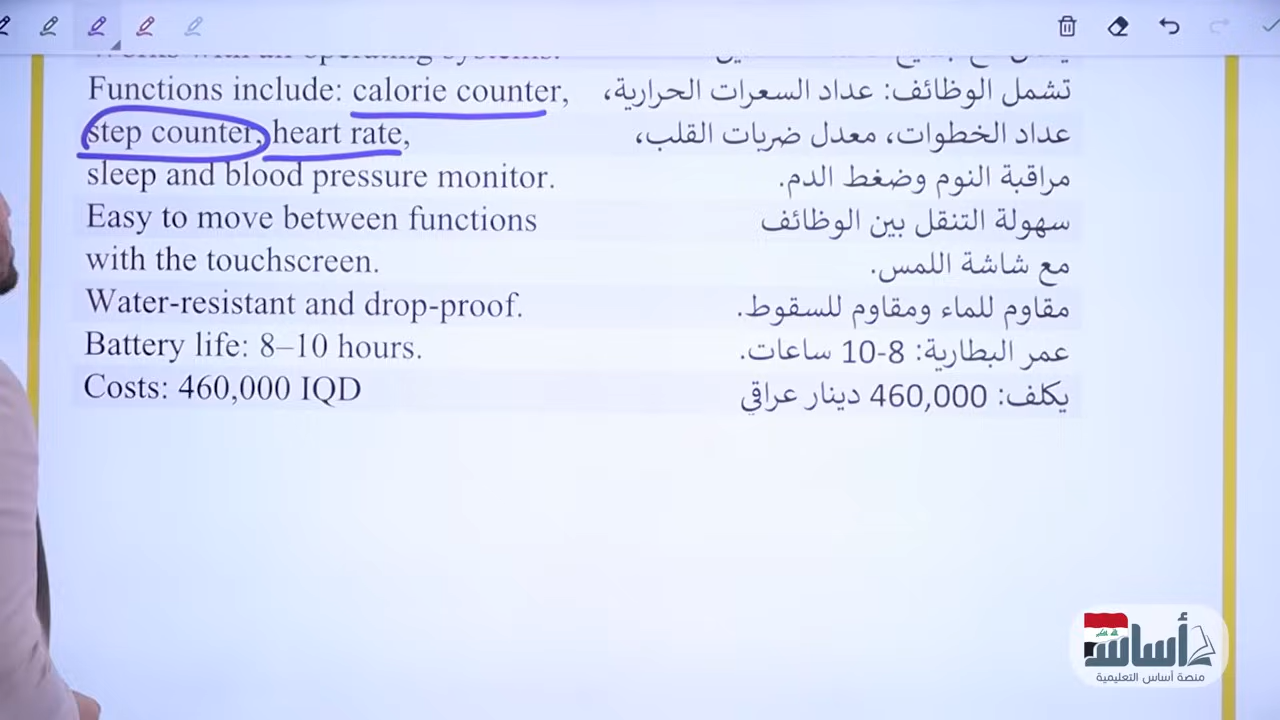 Functions include: calorie counter,
تشمل الوظائف: عداد السعرات الحرارية،
step counter, heart rate,
عداد الخطوات، معدل ضربات القلب،
sleep and blood pressure monitor.
مراقبة النوم وضغط الدم.
Easy to move between functions
سهولة التنقل بين الوظائف
with the touchscreen.
مع شاشة اللمس.
Water-resistant and drop-proof.
مقاوم للماء ومقاوم للسقوط.
Battery life: 8–10 hours.
عمر البطارية: 8-10 ساعات.
Costs: 460,000 IQD
يكلف: 460,000 دينار عراقي
أساس
منصة أساس التعليمية